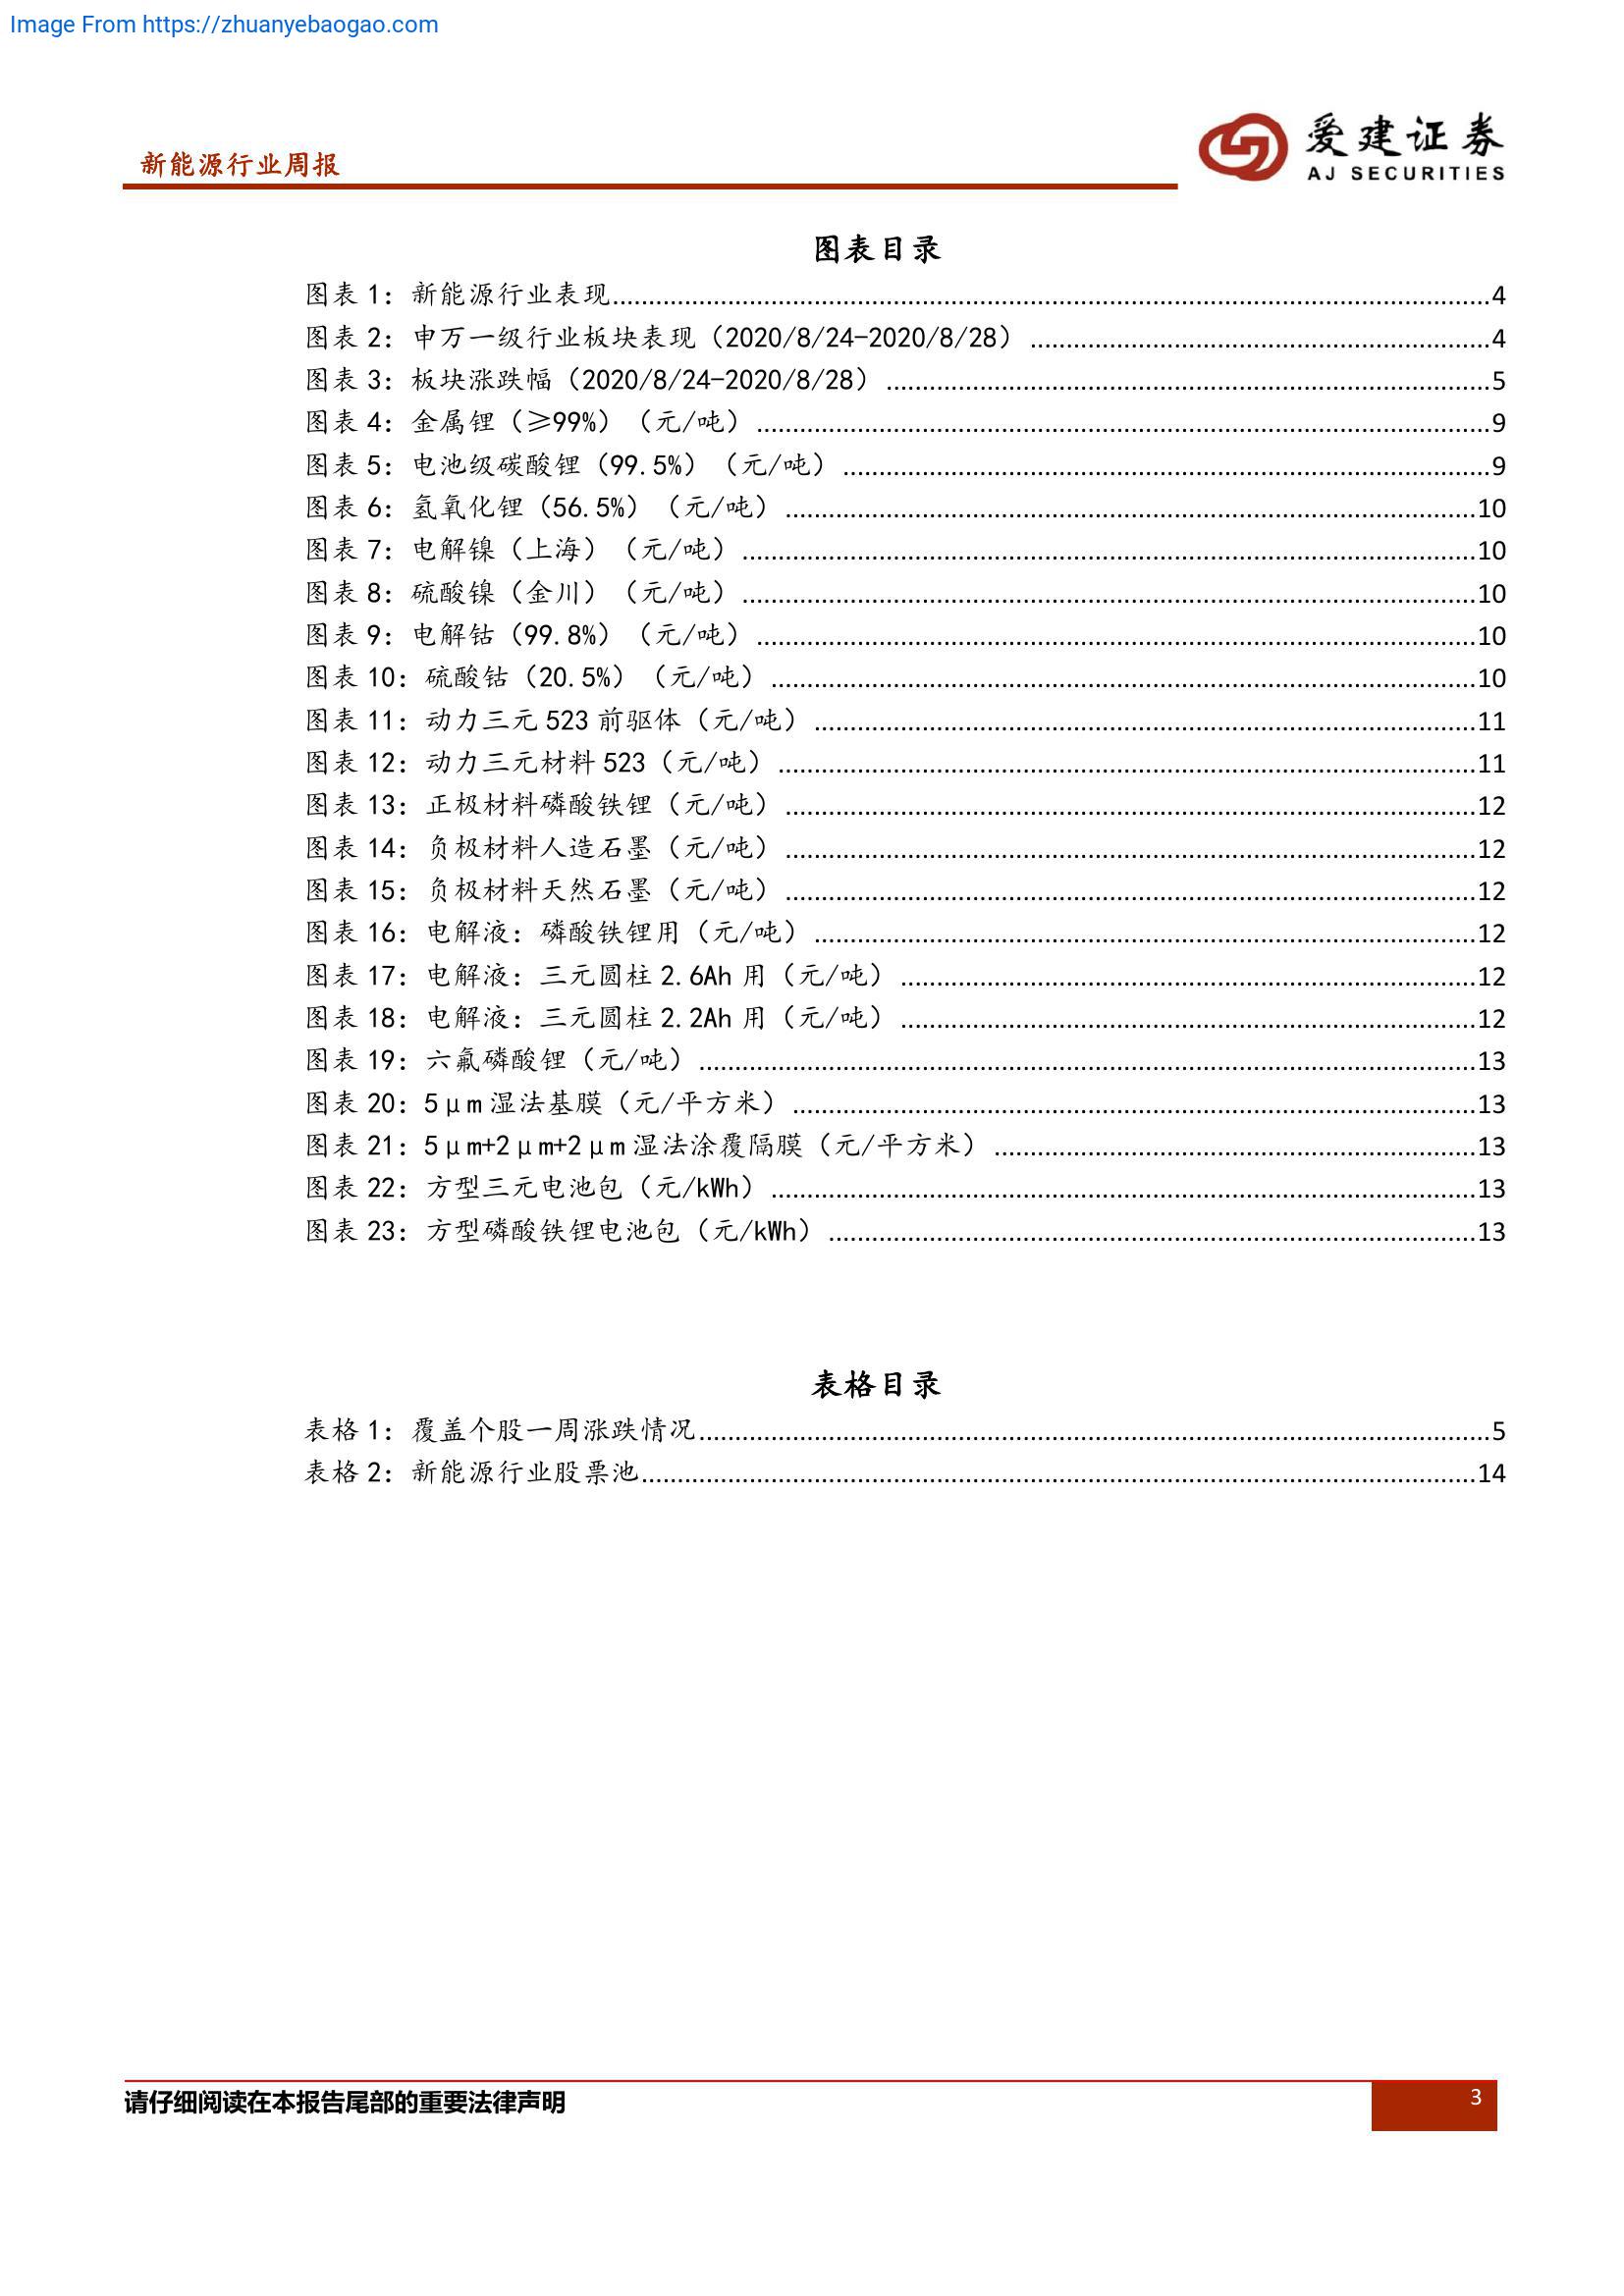 Image From https://zhuanyebaogao.com
爱建证券
AJ SECURITIES
新能源行业周报
图表目录
图表 1：新能源行业表现........4
图表 2：申万一级行业板块表现（2020/8/24-2020/8/28）........4
图表 3：板块涨跌幅（2020/8/24-2020/8/28）........5
图表 4：金属锂（≥99%）（元/吨）........9
图表 5：电池级碳酸锂（99.5%）（元/吨）........9
图表 6：氢氧化锂（56.5%）（元/吨）........10
图表 7：电解镍（上海）（元/吨）........10
图表 8：硫酸镍（金川）（元/吨）........10
图表 9：电解钴（99.8%）（元/吨）........10
图表 10：硫酸钴（20.5%）（元/吨）........10
图表 11：动力三元 523 前驱体（元/吨）........11
图表 12：动力三元材料 523（元/吨）........11
图表 13：正极材料磷酸铁锂（元/吨）........12
图表 14：负极材料人造石墨（元/吨）........12
图表 15：负极材料天然石墨（元/吨）........12
图表 16：电解液：磷酸铁锂用（元/吨）........12
图表 17：电解液：三元圆柱 2.6Ah 用（元/吨）........12
图表 18：电解液：三元圆柱 2.2Ah 用（元/吨）........12
图表 19：六氟磷酸锂（元/吨）........13
图表 20：5μm 湿法基膜（元/平方米）........13
图表 21：5μm+2μm+2μm 湿法涂覆隔膜（元/平方米）........13
图表 22：方型三元电池包（元/kWh）........13
图表 23：方型磷酸铁锂电池包（元/kWh）........13
表格目录
表格 1：覆盖个股一周涨跌情况........5
表格 2：新能源行业股票池........14
请仔细阅读在本报告尾部的重要法律声明
3